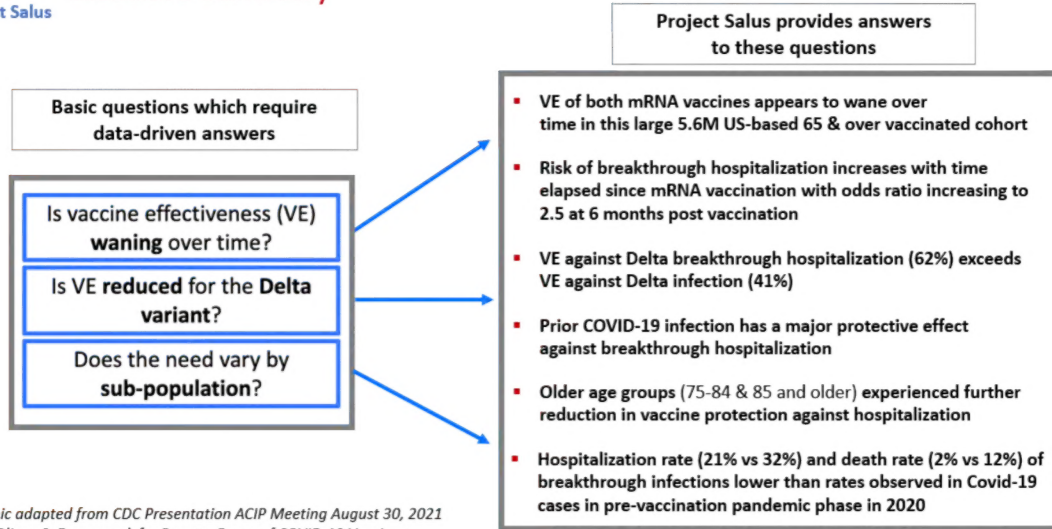 t Salus
Project Salus provides answers
to these questions
Basic questions which require
data-driven answers
Is vaccine effectiveness (VE)
waning over time?
Is VE reduced for the Delta
variant?
Does the need vary by
sub-population?
▪ VE of both mRNA vaccines appears to wane over
time in this large 5.6M US-based 65 & over vaccinated cohort
▪ Risk of breakthrough hospitalization increases with time
elapsed since mRNA vaccination with odds ratio increasing to
2.5 at 6 months post vaccination
▪ VE against Delta breakthrough hospitalization (62%) exceeds
VE against Delta infection (41%)
▪ Prior COVID-19 infection has a major protective effect
against breakthrough hospitalization
▪ Older age groups (75-84 & 85 and older) experienced further
reduction in vaccine protection against hospitalization
▪ Hospitalization rate (21% vs 32%) and death rate (2% vs 12%) of
breakthrough infections lower than rates observed in Covid-19
cases in pre-vaccination pandemic phase in 2020
ic adapted from CDC Presentation ACIP Meeting August 30, 2021